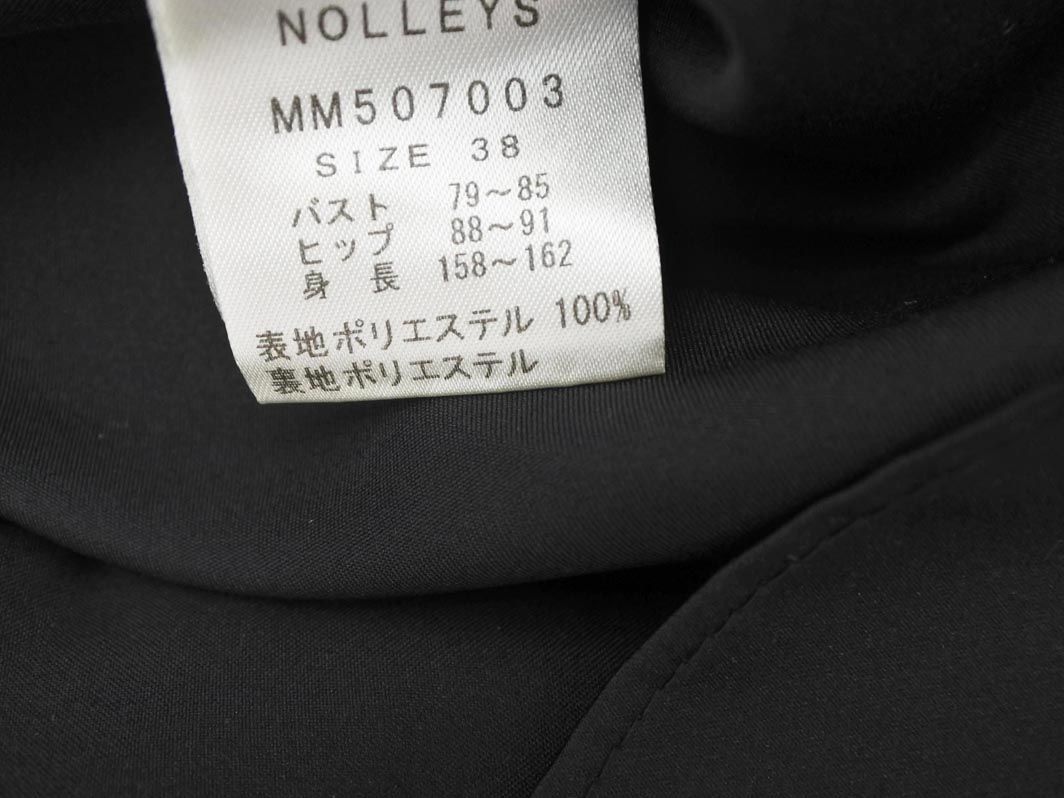 NOLLEYS
MM507003
SIZE 38
バスト 79～85
ヒップ 88～91
身長 158～162
表地ポリエステル 100%
裏地ポリエステル